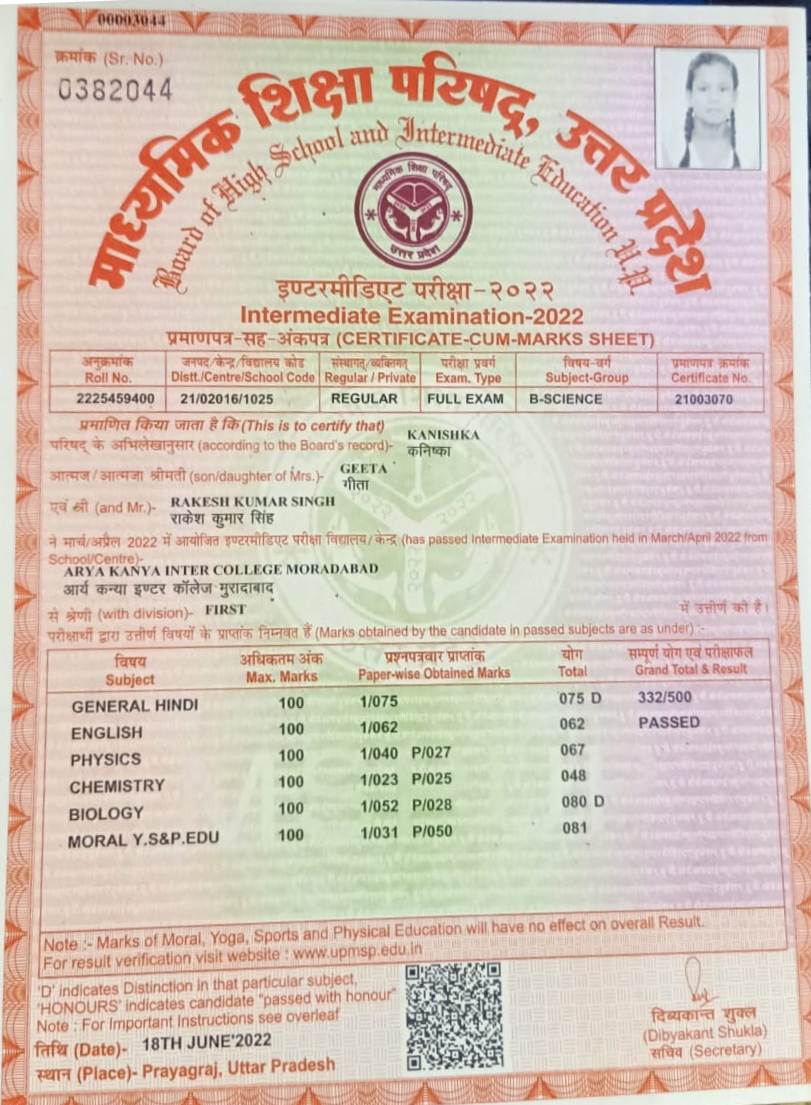 00003044
क्रमांक (Sr. No.)
0382044
माध्यमिक शिक्षा परिषद्, उत्तर प्रदेश
Board of High School and Intermediate Education U.P.
माध्यमिक शिक्षा परिषद्
उत्तर प्रदेश
इण्टरमीडिएट परीक्षा-२०२२
Intermediate Examination-2022
प्रमाणपत्र-सह-अंकपत्र (CERTIFICATE-CUM-MARKS SHEET)
अनुक्रमांक जनपद/केन्द्र/विद्यालय कोड संस्थागत/व्यक्तिगत परीक्षा प्रवर्ग विषय-वर्ग प्रमाणपत्र क्रमांक
Roll No. Distt./Centre/School Code Regular / Private Exam. Type Subject-Group Certificate No.
2225459400 21/02016/1025 REGULAR FULL EXAM B-SCIENCE 21003070
प्रमाणित किया जाता है कि (This is to certify that)
KANISHKA
परिषद् के अभिलेखानुसार (according to the Board's record)- कनिष्का
GEETA
आत्मज/आत्मजा श्रीमती (son/daughter of Mrs.)- गीता
एवं श्री (and Mr.)- RAKESH KUMAR SINGH
राकेश कुमार सिंह
ने मार्च/अप्रैल 2022 में आयोजित इण्टरमीडिएट परीक्षा विद्यालय/केन्द्र (has passed Intermediate Examination held in March/April 2022 from
School/Centre)-
ARYA KANYA INTER COLLEGE MORADABAD
आर्य कन्या इण्टर कॉलेज मुरादाबाद
से श्रेणी (with division)- FIRST में उत्तीर्ण की है।
परीक्षार्थी द्वारा उत्तीर्ण विषयों के प्राप्तांक निम्नवत हैं (Marks obtained by the candidate in passed subjects are as under) :-
विषय अधिकतम अंक प्रश्नपत्रवार प्राप्तांक योग सम्पूर्ण योग एवं परीक्षाफल
Subject Max. Marks Paper-wise Obtained Marks Total Grand Total & Result
GENERAL HINDI 100 1/075 075 D 332/500
ENGLISH 100 1/062 062 PASSED
PHYSICS 100 1/040 P/027 067
CHEMISTRY 100 1/023 P/025 048
BIOLOGY 100 1/052 P/028 080 D
MORAL Y.S&P.EDU 100 1/031 P/050 081
Note :- Marks of Moral, Yoga, Sports and Physical Education will have no effect on overall Result.
For result verification visit website : www.upmsp.edu.in
'D' indicates Distinction in that particular subject,
'HONOURS' indicates candidate "passed with honour"
Note : For Important Instructions see overleaf
तिथि (Date)- 18TH JUNE'2022
स्थान (Place)- Prayagraj, Uttar Pradesh
दिब्यकान्त शुक्ल
(Dibyakant Shukla)
सचिव (Secretary)